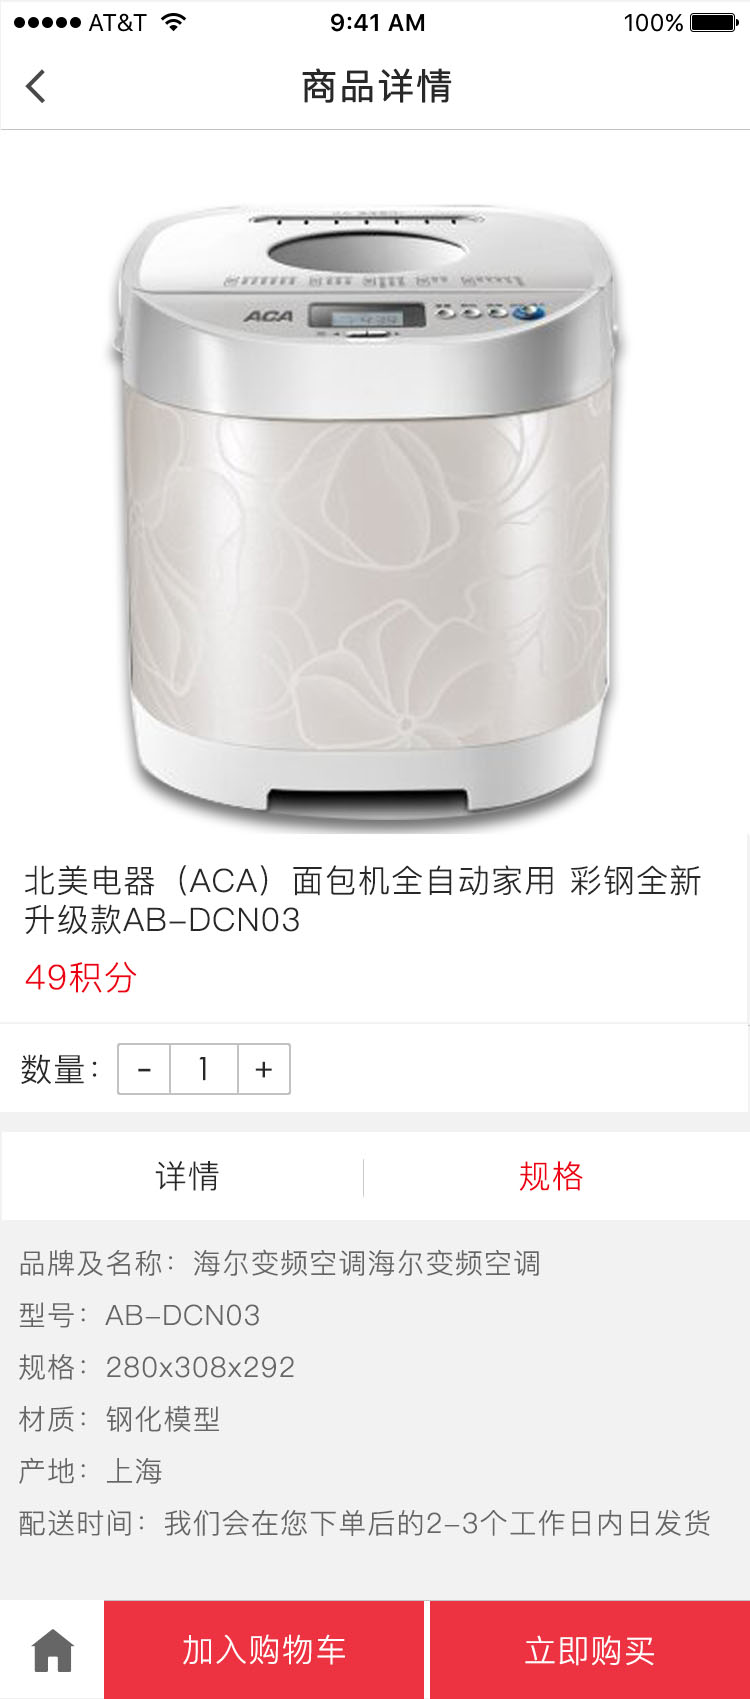 AT&T 9:41 AM 100%
商品详情
ACA
北美电器（ACA）面包机全自动家用 彩钢全新
升级款AB-DCN03
49积分
数量： - 1 +
详情 规格
品牌及名称：海尔变频空调海尔变频空调
型号：AB-DCN03
规格：280x308x292
材质：钢化模型
产地：上海
配送时间：我们会在您下单后的2-3个工作日内日发货
加入购物车 立即购买